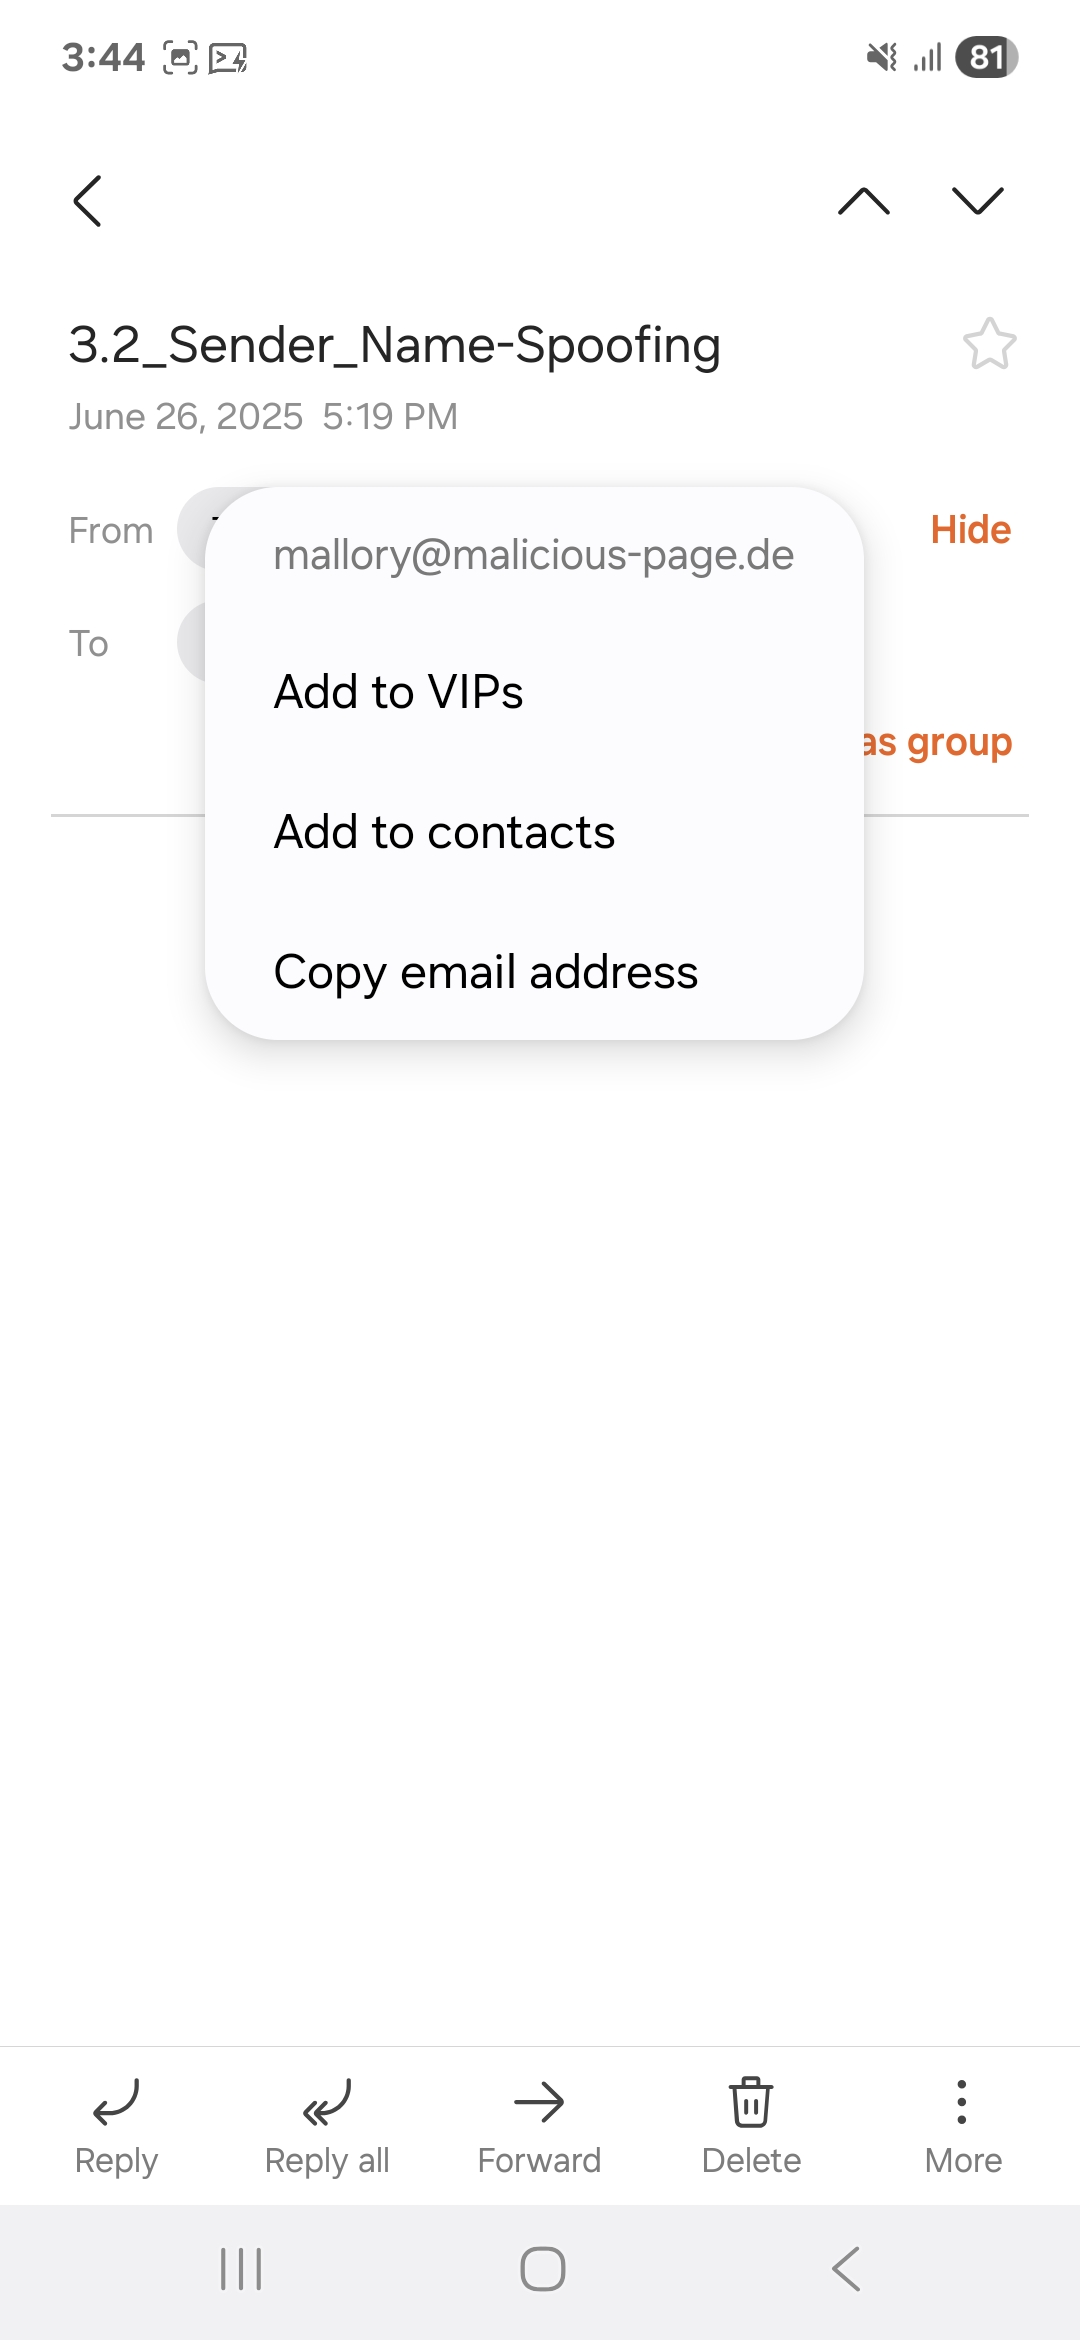 3:44 81
3.2_Sender_Name-Spoofing
June 26, 2025 5:19 PM
From
Hide
mallory@malicious-page.de
To
Add to VIPs
as group
Add to contacts
Copy email address
Reply Reply all Forward Delete More